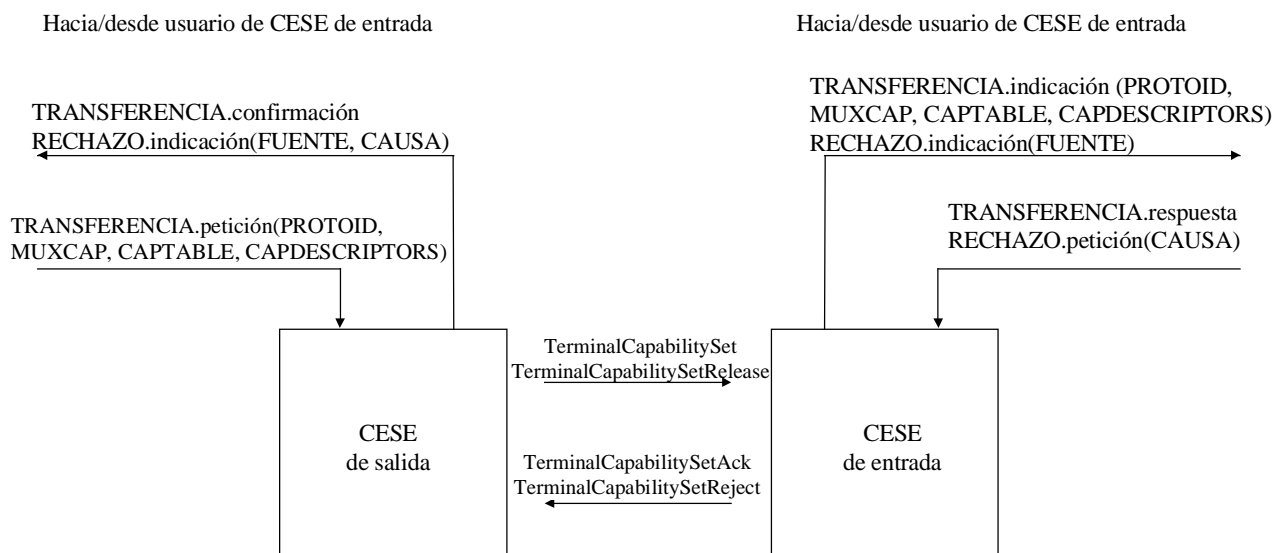 Hacia/desde usuario de CESE de entrada
Hacia/desde usuario de CESE de entrada
TRANSFERENCIA.confirmación
RECHAZO.indicación(FUENTE, CAUSA)
TRANSFERENCIA.petición(PROTOID,
MUXCAP, CAPTABLE, CAPDESCRIPTORS)
TRANSFERENCIA.indicación (PROTOID,
MUXCAP, CAPTABLE, CAPDESCRIPTORS)
RECHAZO.indicación(FUENTE)
TRANSFERENCIA.respuesta
RECHAZO.petición(CAUSA)
CESE
de salida
TerminalCapabilitySet
TerminalCapabilitySetRelease
TerminalCapabilitySetAck
TerminalCapabilitySetReject
CESE
de entrada